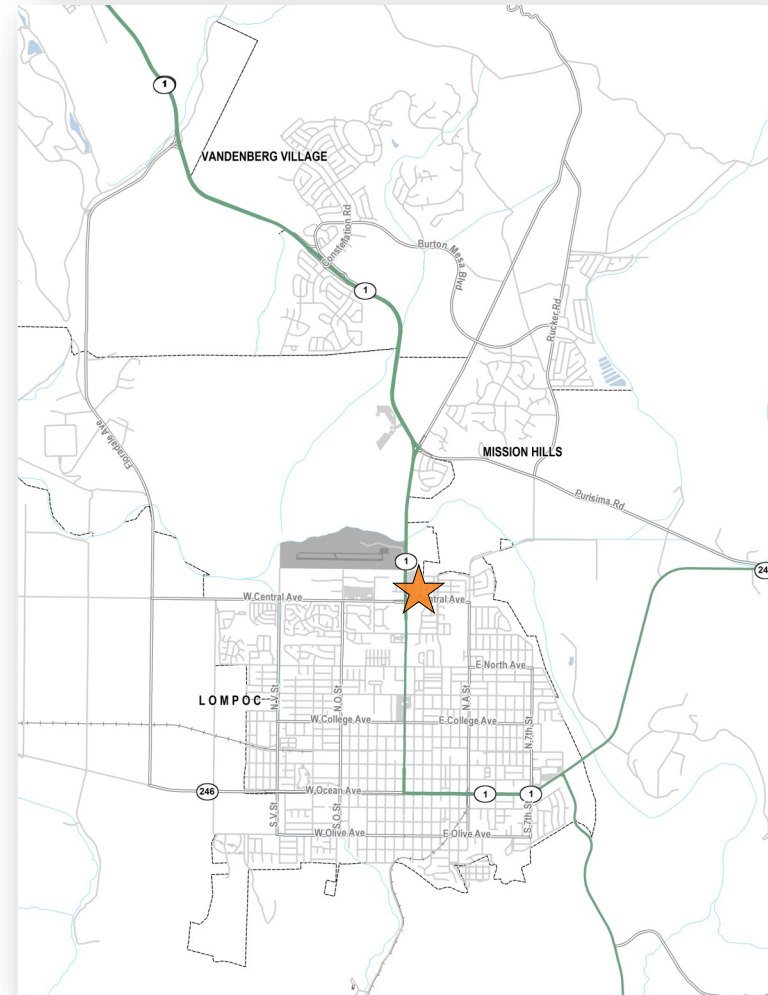 1
VANDENBERG VILLAGE
Constellation Rd
Burton Mesa Blvd
1
Rucker Rd
Floradale Ave
MISSION HILLS
Purisima Rd
1
24
W Central Ave
ntral Ave
E North Ave
LOMPOC
N V St
N O St
N A St
W College Ave
E College Ave
N 7th St
246
W Ocean Ave
1
1
S V St
S O St
S 7th St
W Olive Ave
E Olive Ave